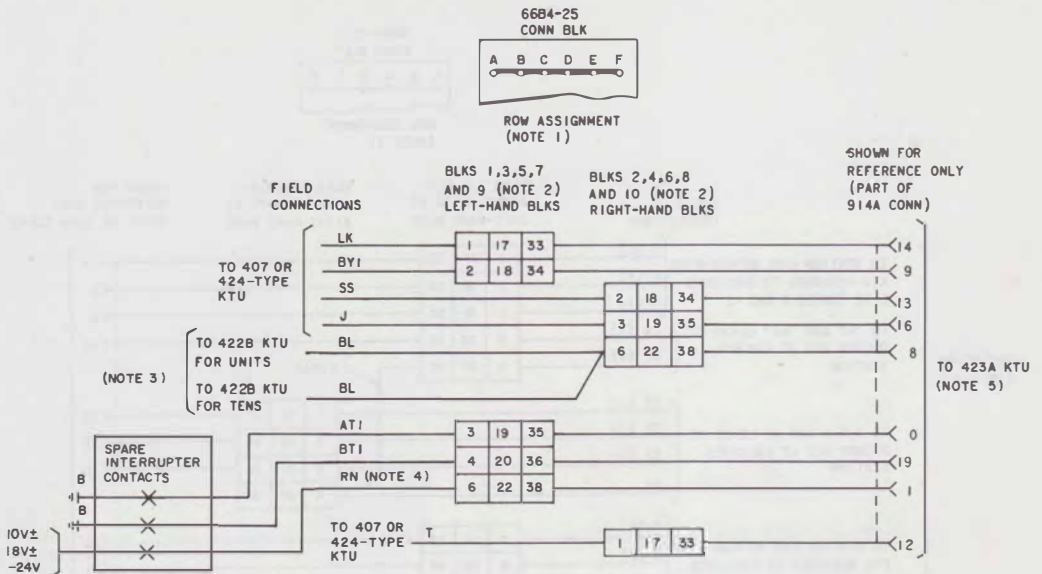 66B4-25
CONN BLK
A B C D E F
ROW ASSIGNMENT
(NOTE 1)
SHOWN FOR
REFERENCE ONLY
(PART OF
914A CONN)
BLKS 1,3,5,7
AND 9 (NOTE 2)
LEFT-HAND BLKS
BLKS 2,4,6,8
AND 10 (NOTE 2)
RIGHT-HAND BLKS
FIELD
CONNECTIONS
TO 407 OR
424-TYPE
KTU
LK
1 17 33
14
BY1
2 18 34
9
SS
2 18 34
13
J
3 19 35
16
(NOTE 3)
TO 422B KTU
FOR UNITS
BL
6 22 38
8
TO 422B KTU
FOR TENS
BL
TO 423A KTU
(NOTE 5)
AT1
3 19 35
0
BT1
4 20 36
19
RN (NOTE 4)
6 22 38
1
SPARE
INTERRUPTER
CONTACTS
B
B
10V±
18V±
-24V
TO 407 OR
424-TYPE
KTU
T
1 17 33
12